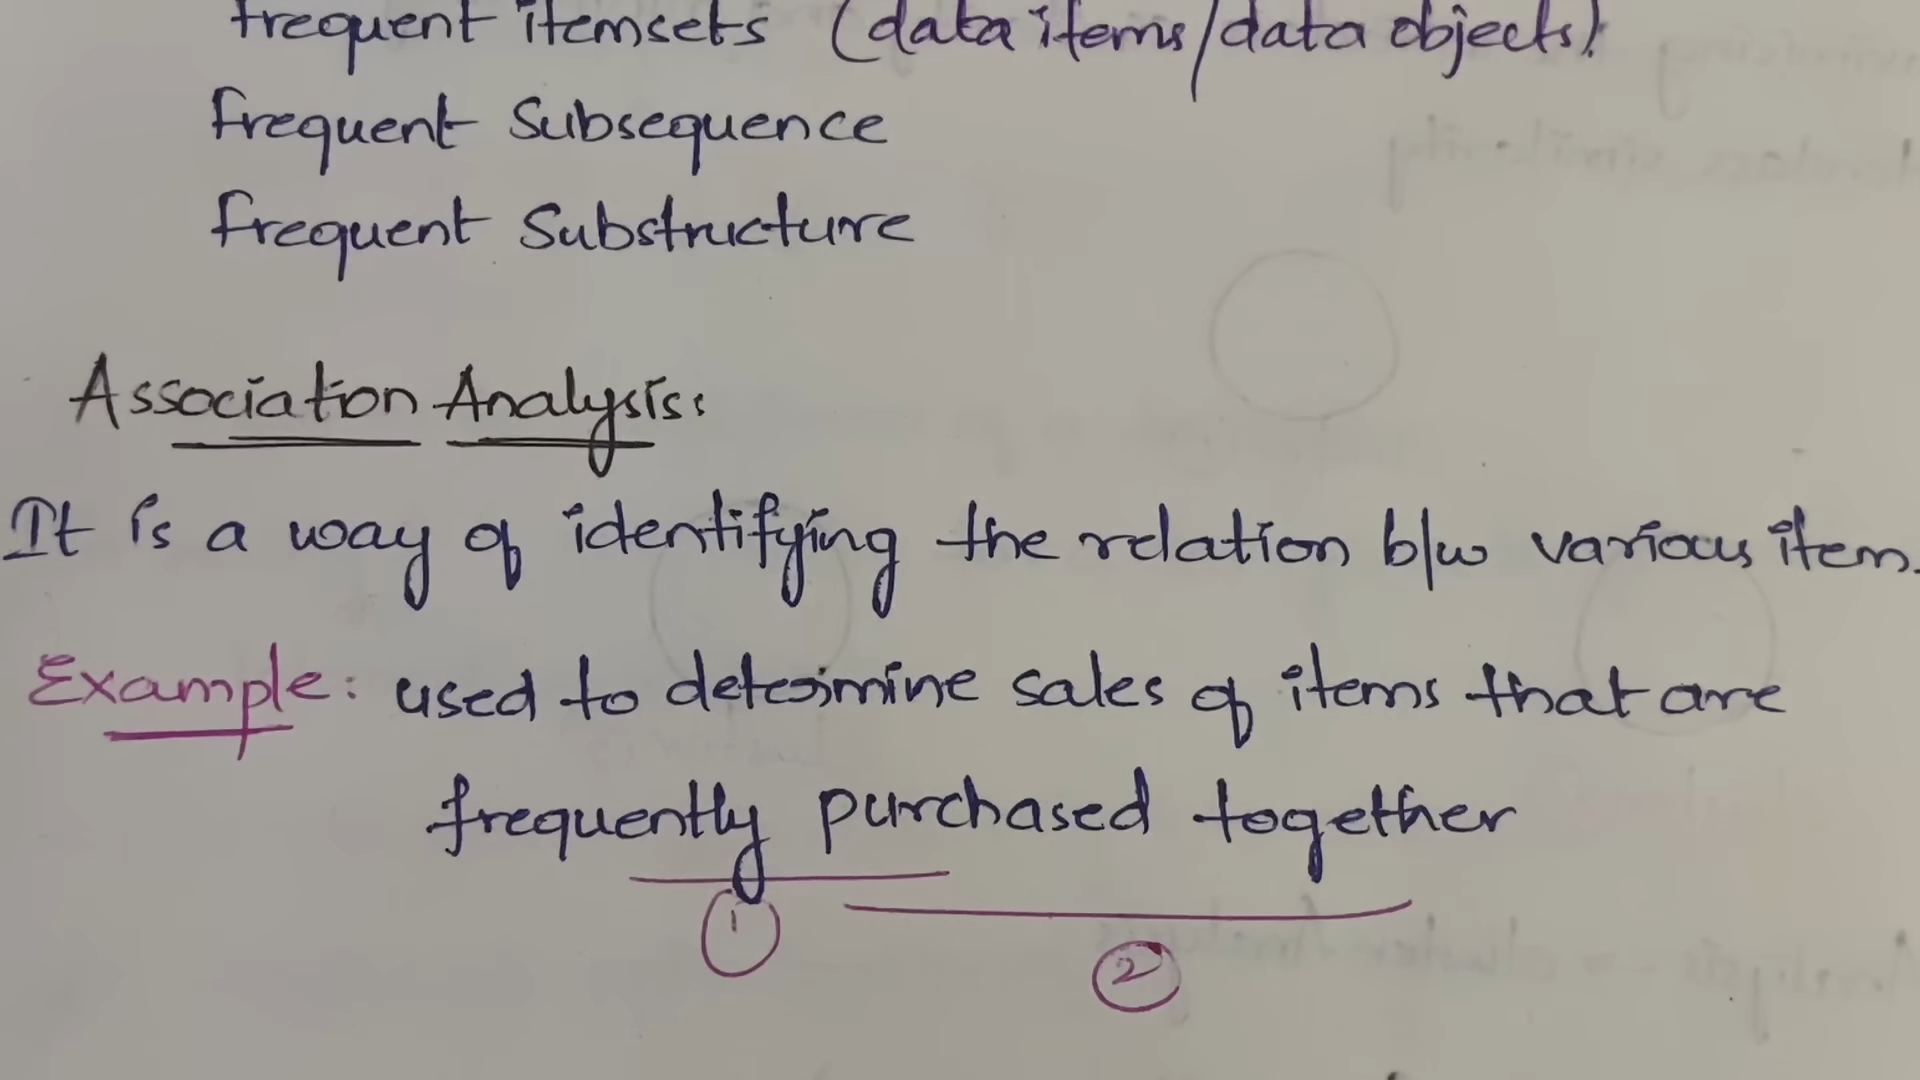 frequent itemsets (data items/data objects).
frequent Subsequence
frequent Substructure
Association Analysis:
It is a way of identifying the relation b/w various item.
Example: used to determine sales of items that are
frequently purchased together
1
2